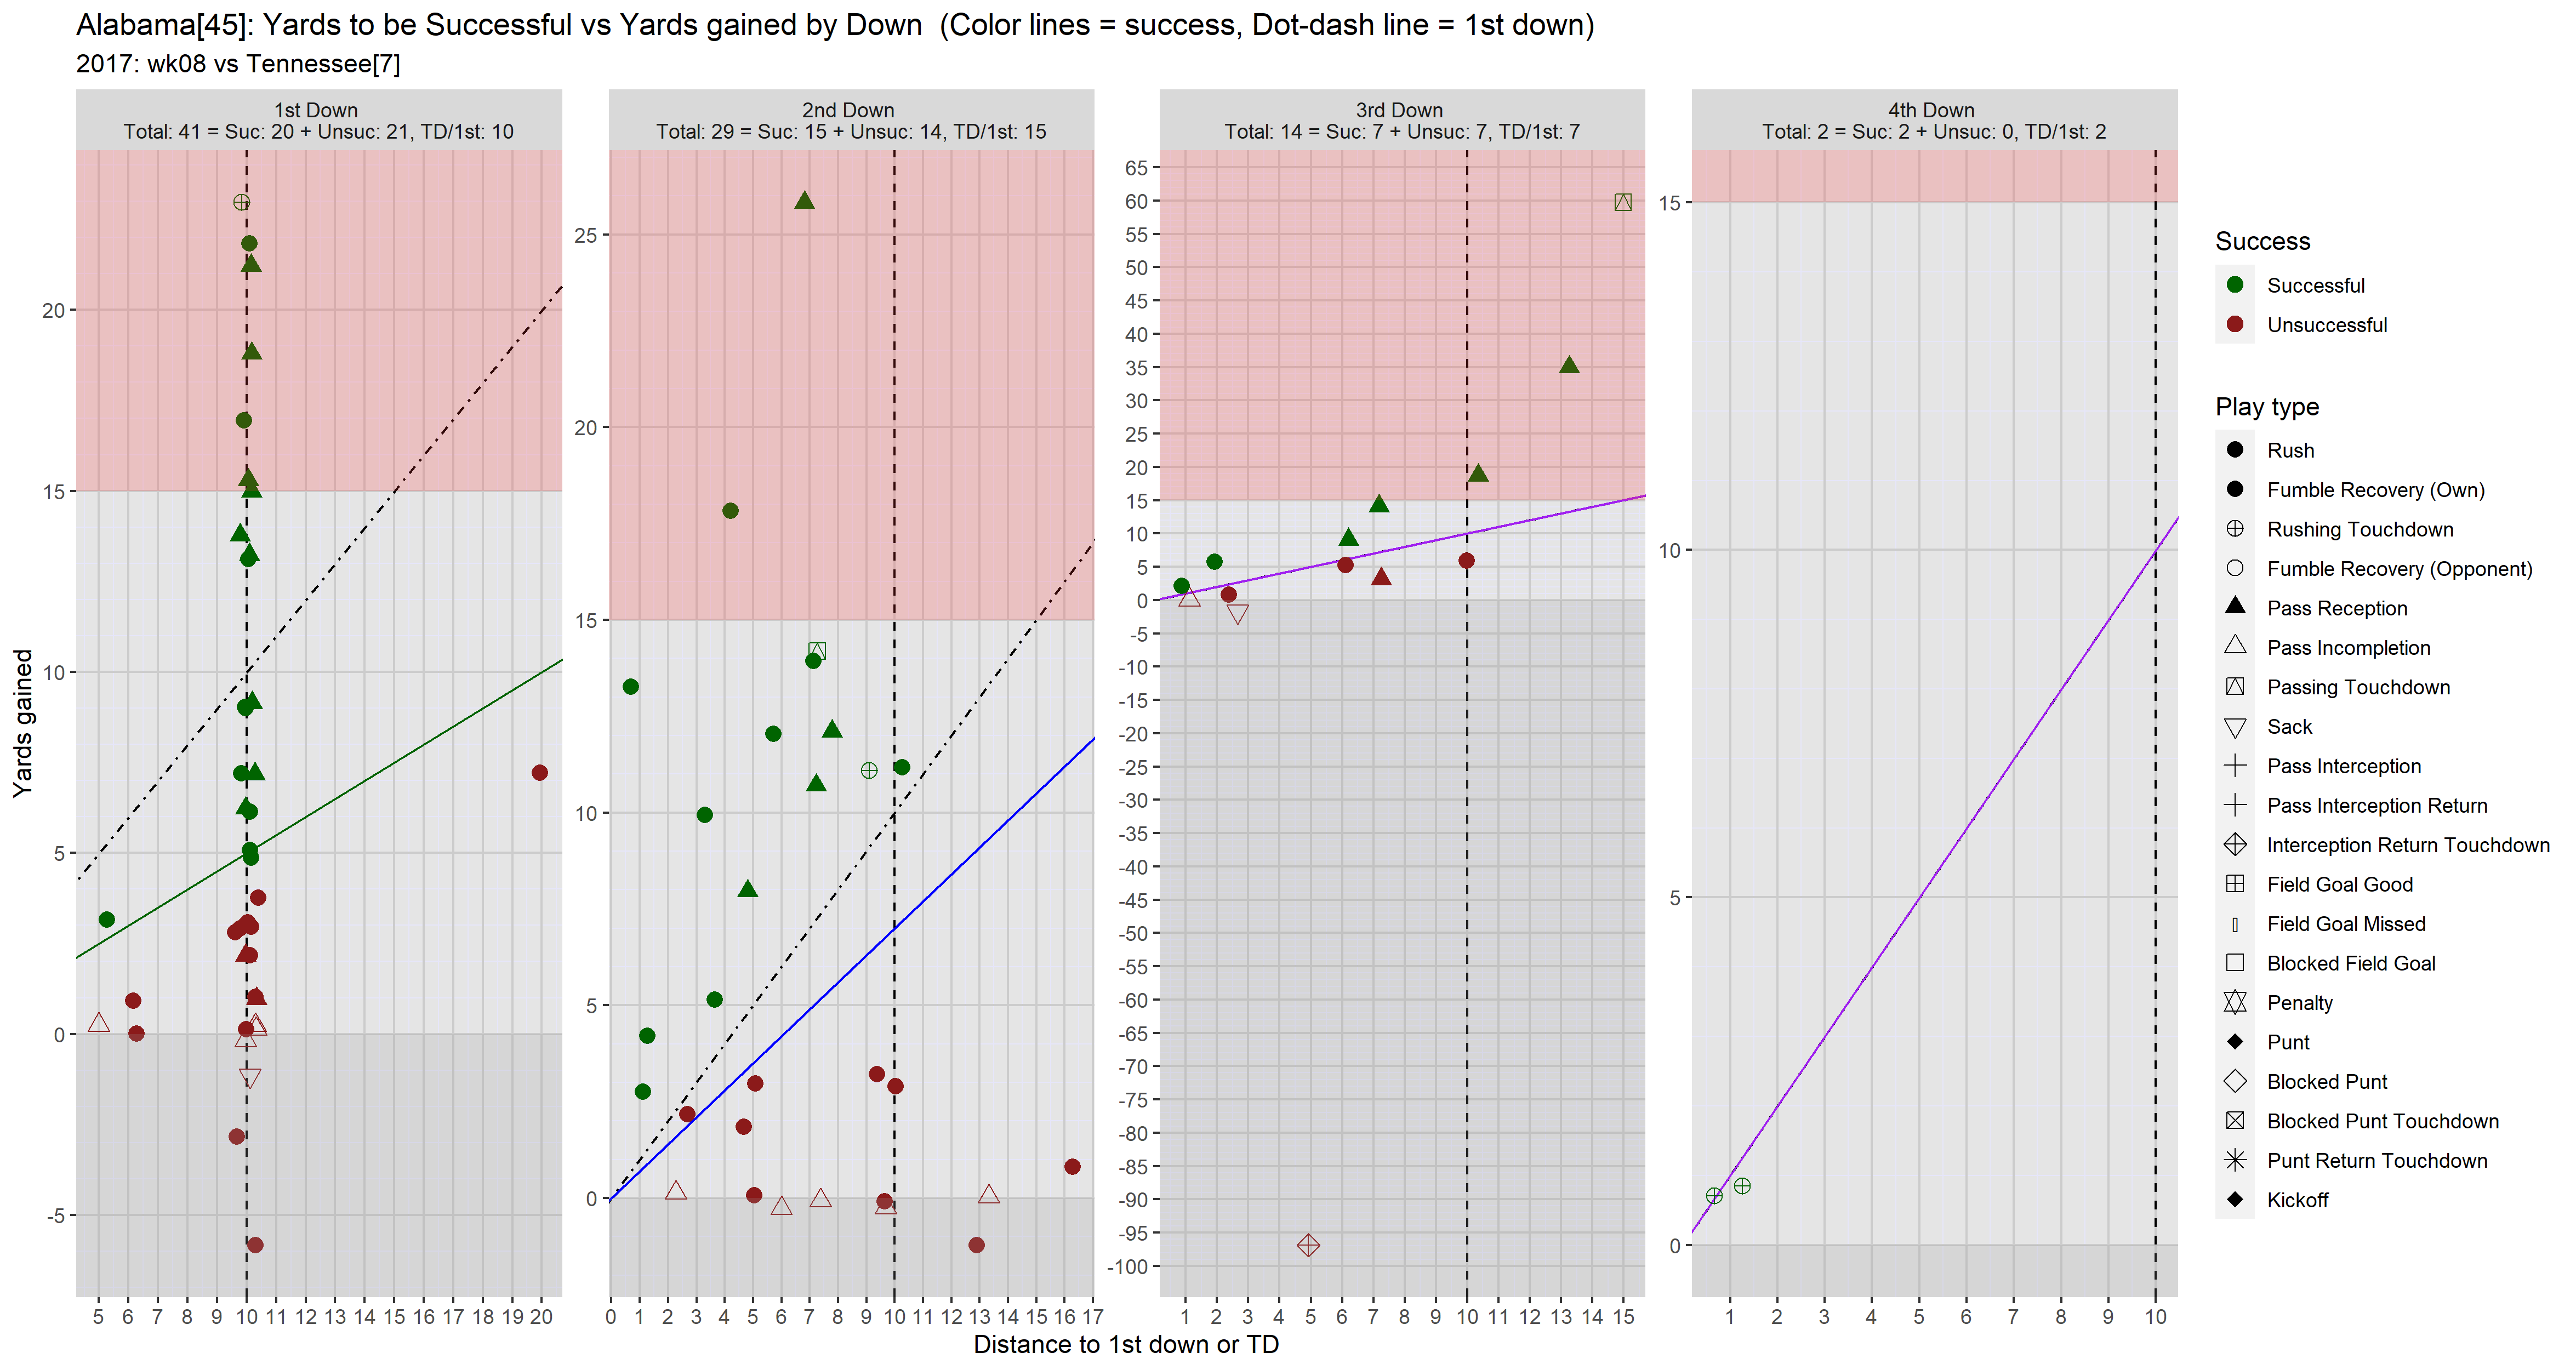 Alabama[45]: Yards to be Successful vs Yards gained by Down  (Color lines = success, Dot-dash line = 1st down)
2017: wk08 vs Tennessee[7]
1st Down
Total: 41 = Suc: 20 + Unsuc: 21, TD/1st: 10
2nd Down
Total: 29 = Suc: 15 + Unsuc: 14, TD/1st: 15
3rd Down
Total: 14 = Suc: 7 + Unsuc: 7, TD/1st: 7
4th Down
Total: 2 = Suc: 2 + Unsuc: 0, TD/1st: 2
Yards gained
20
15
10
5
0
-5
5 6 7 8 9 10 11 12 13 14 15 16 17 18 19 20
25
20
15
10
5
0
0 1 2 3 4 5 6 7 8 9 10 11 12 13 14 15 16 17
65
60
55
50
45
40
35
30
25
20
15
10
5
0
-5
-10
-15
-20
-25
-30
-35
-40
-45
-50
-55
-60
-65
-70
-75
-80
-85
-90
-95
-100
1 2 3 4 5 6 7 8 9 10 11 12 13 14 15
15
10
5
0
1 2 3 4 5 6 7 8 9 10
Distance to 1st down or TD
Success
Successful
Unsuccessful
Play type
Rush
Fumble Recovery (Own)
Rushing Touchdown
Fumble Recovery (Opponent)
Pass Reception
Pass Incompletion
Passing Touchdown
Sack
Pass Interception
Pass Interception Return
Interception Return Touchdown
Field Goal Good
Field Goal Missed
Blocked Field Goal
Penalty
Punt
Blocked Punt
Blocked Punt Touchdown
Punt Return Touchdown
Kickoff